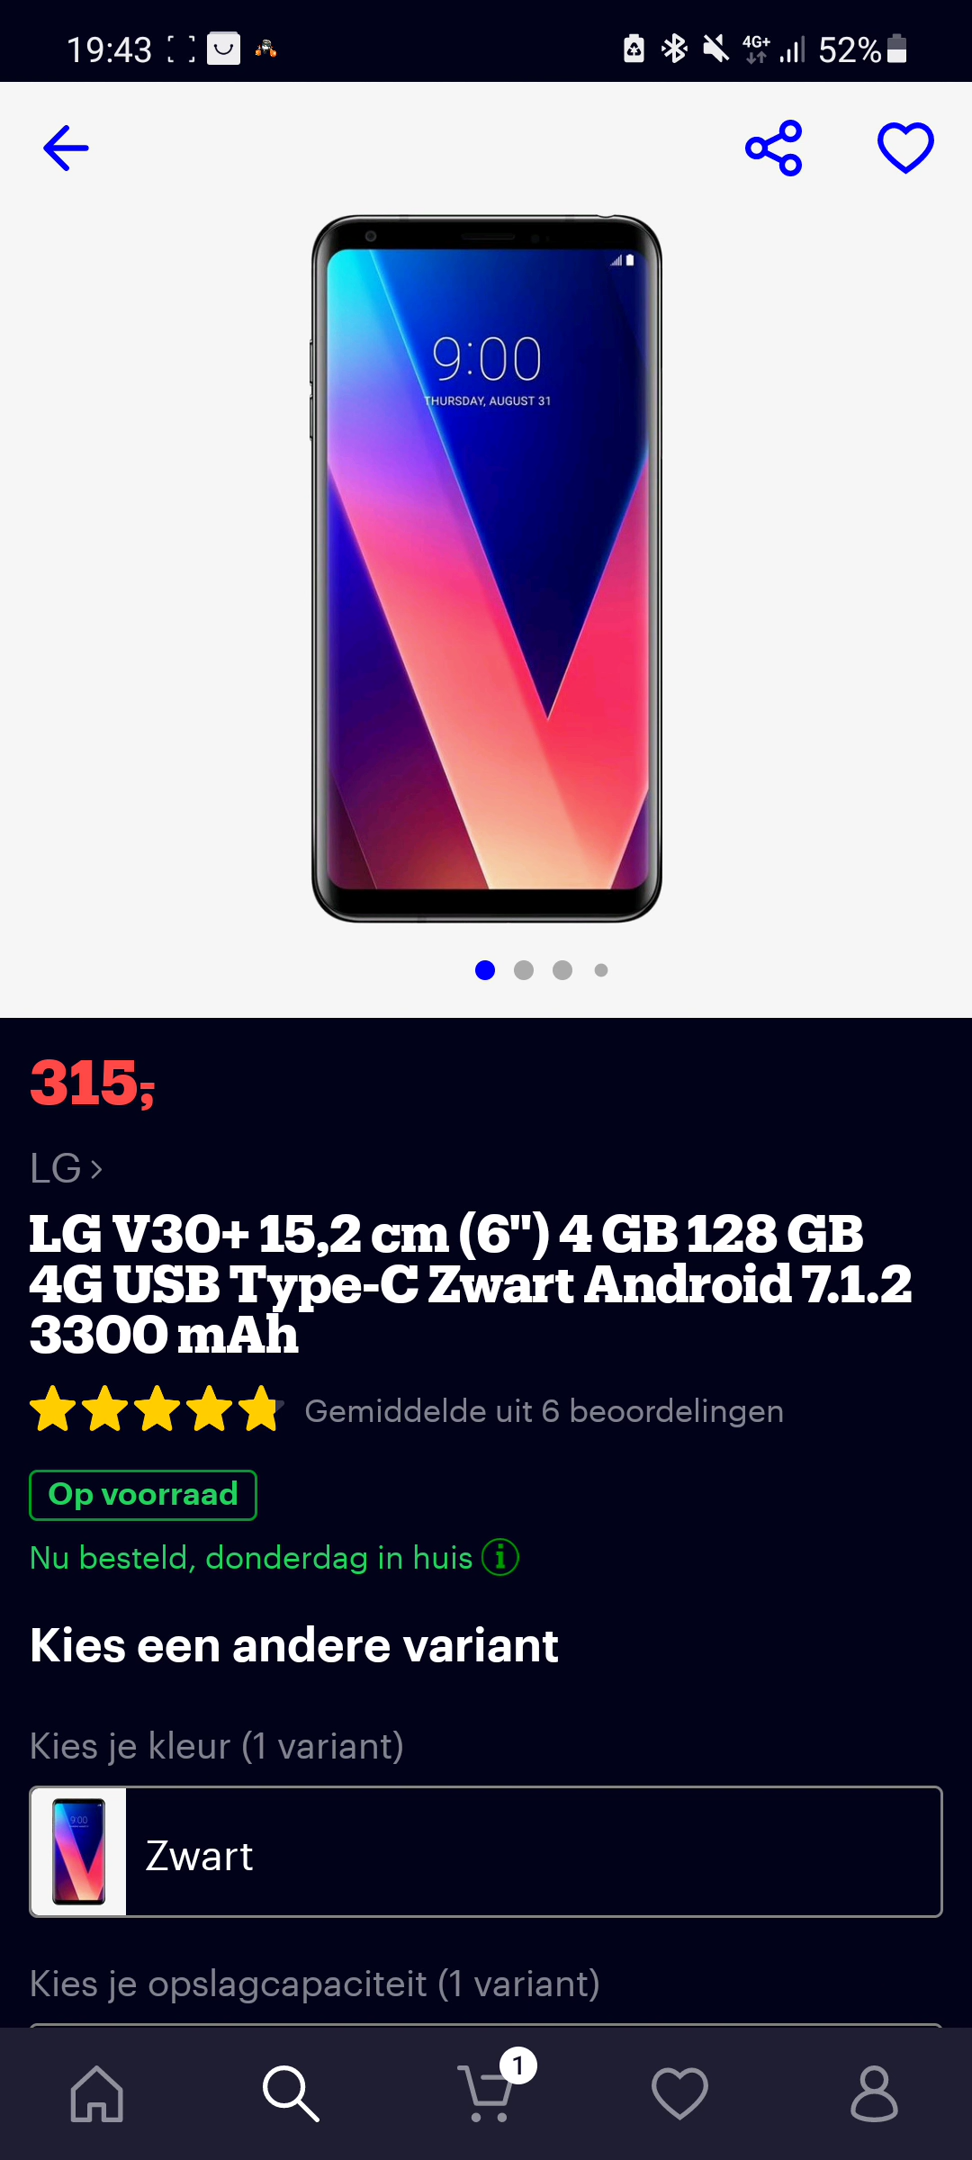 19:43
4G+ 52%
9:00
THURSDAY, AUGUST 31
315,-
LG >
LG V30+ 15,2 cm (6") 4 GB 128 GB
4G USB Type-C Zwart Android 7.1.2
3300 mAh
Gemiddelde uit 6 beoordelingen
Op voorraad
Nu besteld, donderdag in huis
Kies een andere variant
Kies je kleur (1 variant)
9:00
Zwart
Kies je opslagcapaciteit (1 variant)
1